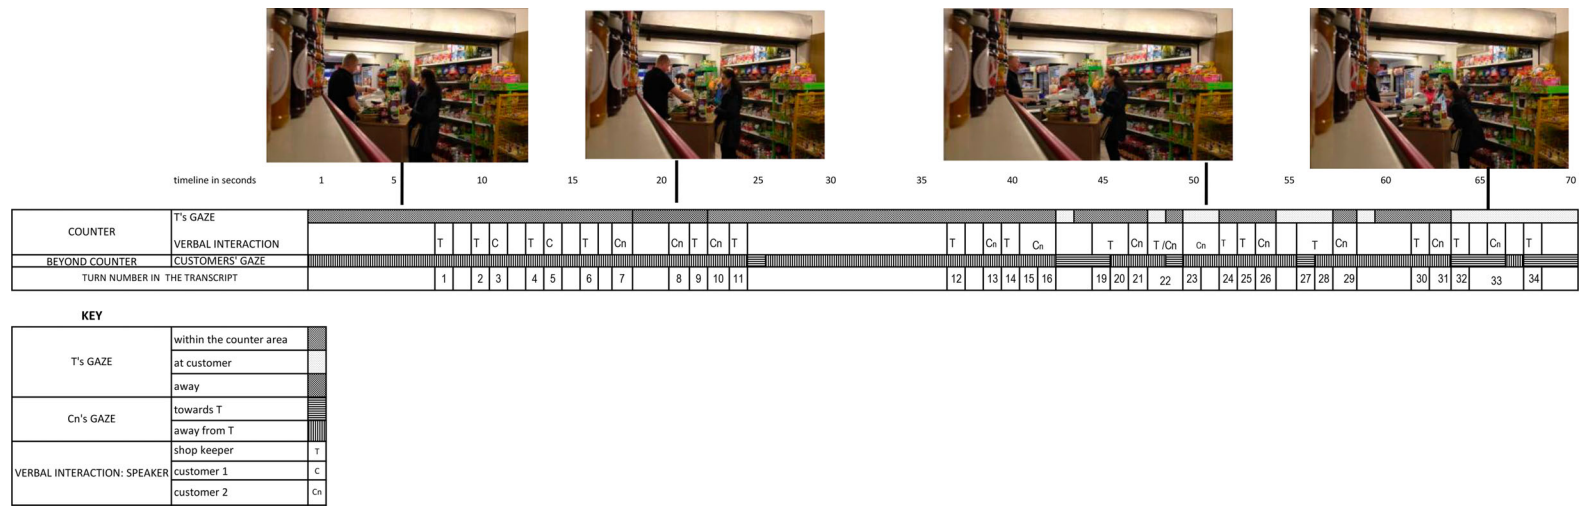 timeline in seconds 1 5 10 15 20 25 30 35 40 45 50 55 60 65 70
COUNTER
T's GAZE
VERBAL INTERACTION T T C T C T Cn Cn T Cn T T Cn T Cn T Cn T /Cn Cn T T Cn T Cn T Cn T Cn T
BEYOND COUNTER CUSTOMERS' GAZE
TURN NUMBER IN THE TRANSCRIPT 1 2 3 4 5 6 7 8 9 10 11 12 13 14 15 16 19 20 21 22 23 24 25 26 27 28 29 30 31 32 33 34
KEY
T's GAZE
within the counter area
at customer
away
Cn's GAZE
towards T
away from T
VERBAL INTERACTION: SPEAKER
shop keeper T
customer 1 C
customer 2 Cn